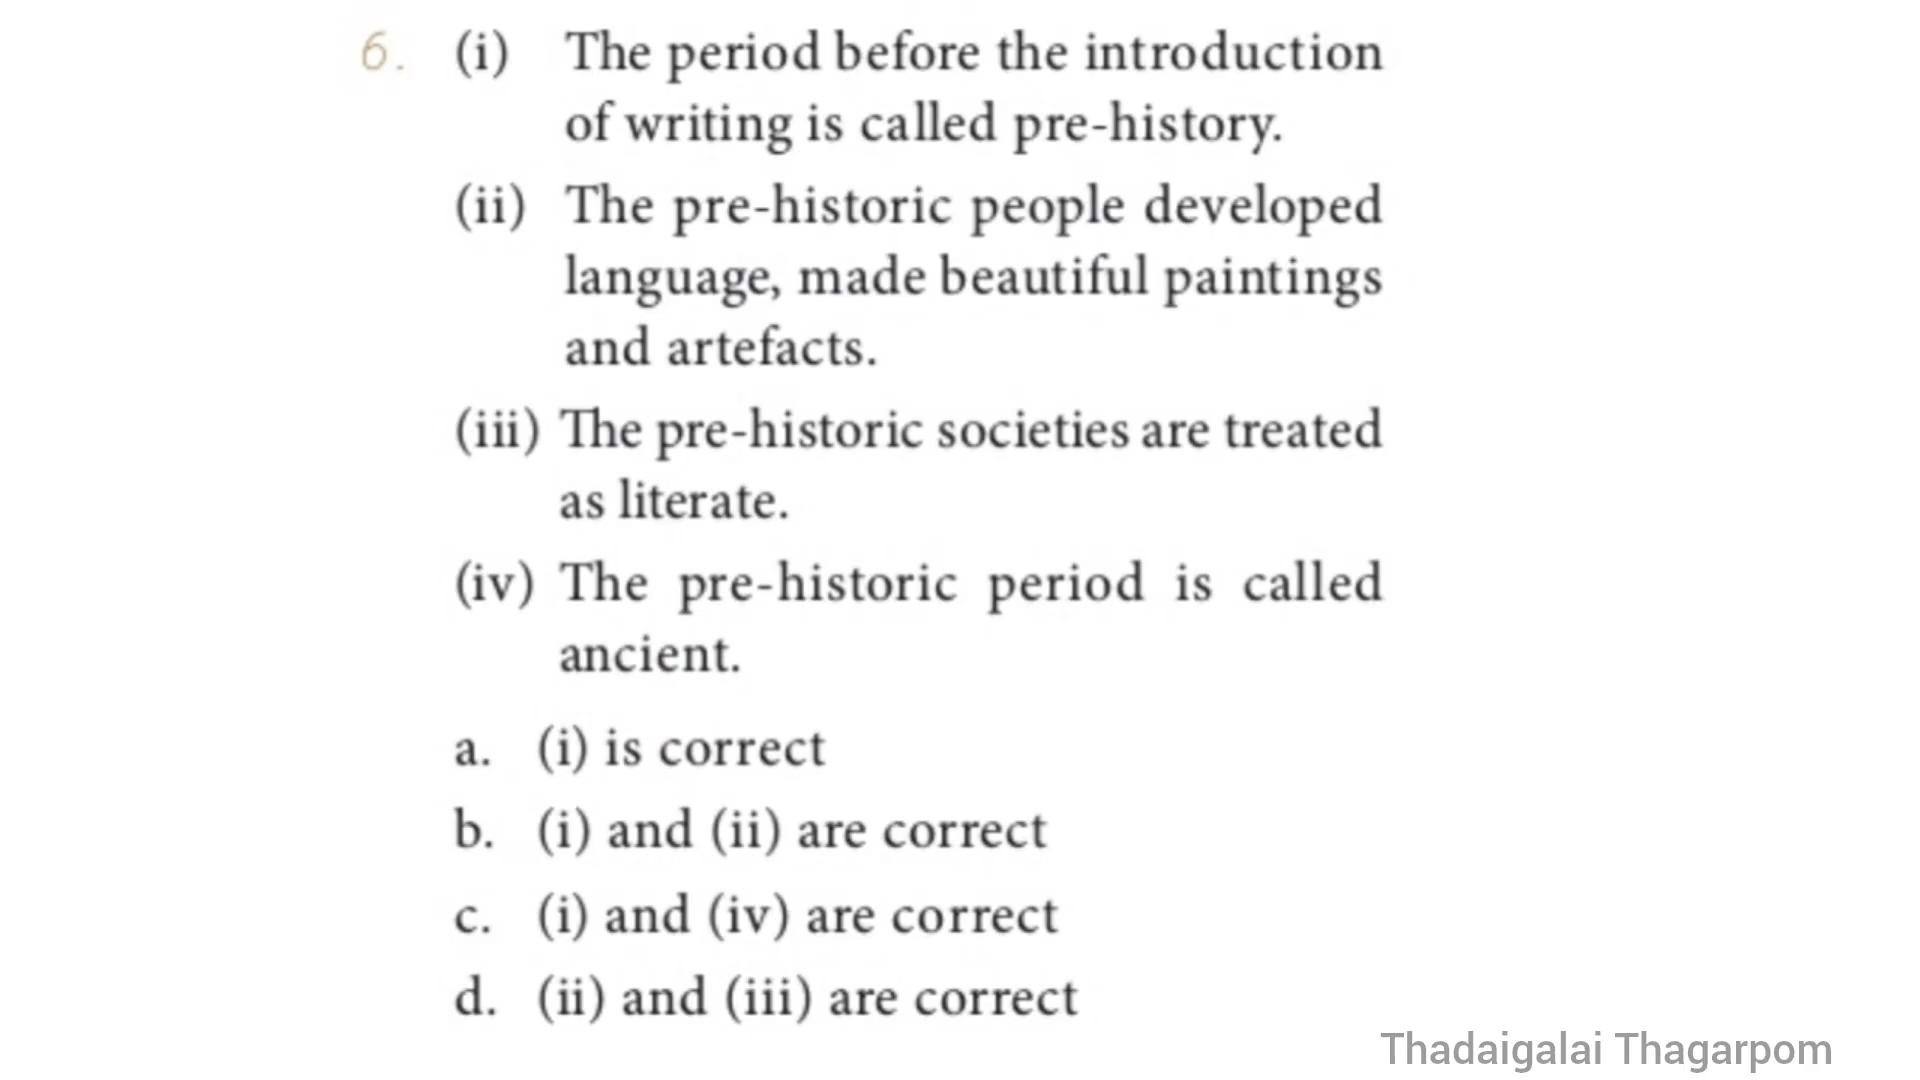 6. (i) The period before the introduction
of writing is called pre-history.
(ii) The pre-historic people developed
language, made beautiful paintings
and artefacts.
(iii) The pre-historic societies are treated
as literate.
(iv) The pre-historic period is called
ancient.
a. (i) is correct
b. (i) and (ii) are correct
c. (i) and (iv) are correct
d. (ii) and (iii) are correct
Thadaigalai Thagarpom